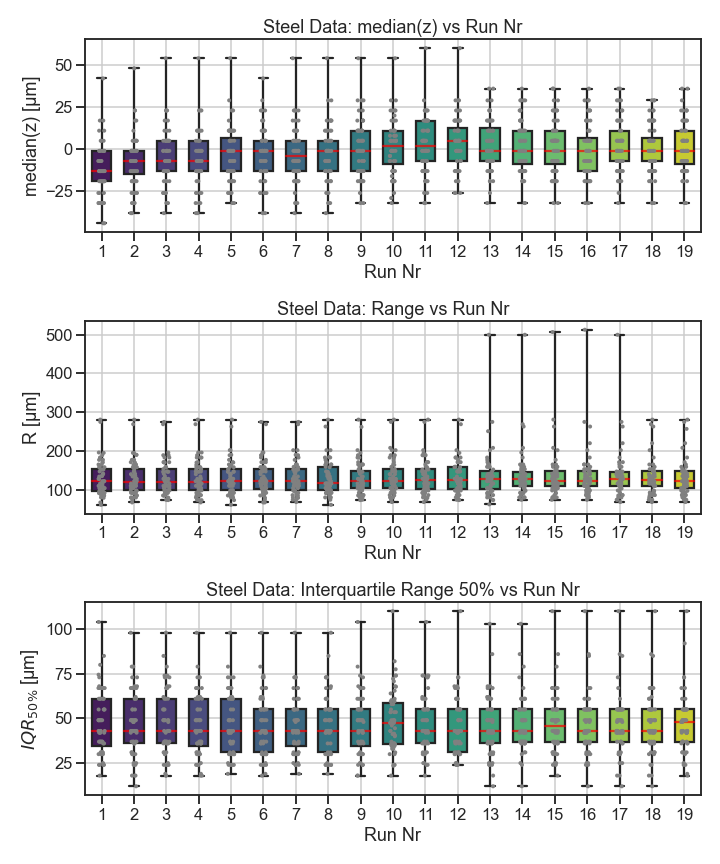 Steel Data: median(z) vs Run Nr
median(z) [µm]
50
25
0
−25
1 2 3 4 5 6 7 8 9 10 11 12 13 14 15 16 17 18 19
Run Nr
Steel Data: Range vs Run Nr
R [µm]
500
400
300
200
100
1 2 3 4 5 6 7 8 9 10 11 12 13 14 15 16 17 18 19
Run Nr
Steel Data: Interquartile Range 50% vs Run Nr
IQR50% [µm]
100
75
50
25
1 2 3 4 5 6 7 8 9 10 11 12 13 14 15 16 17 18 19
Run Nr